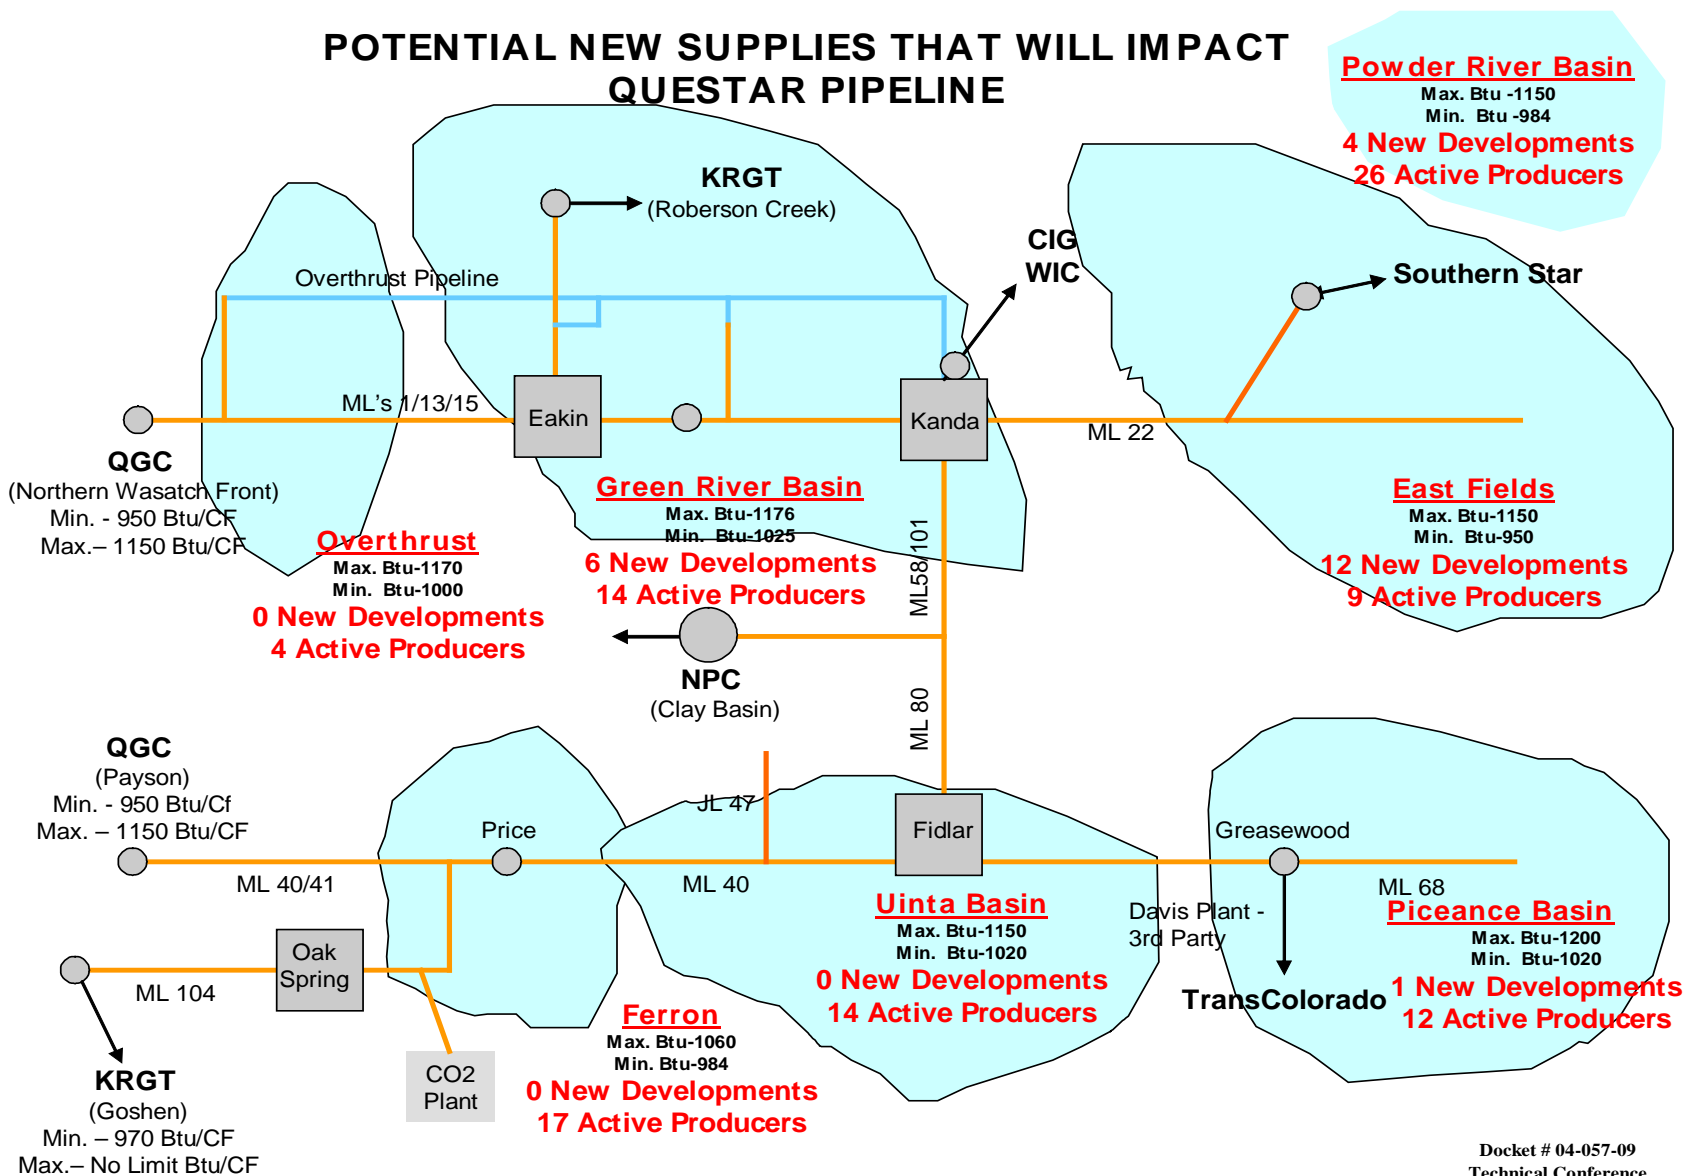 POTENTIAL NEW SUPPLIES THAT WILL IMPACT
QUESTAR PIPELINE
Powder River Basin
Max. Btu -1150
Min. Btu -984
4 New Developments
26 Active Producers
KRGT
(Roberson Creek)
CIG
WIC
Southern Star
Overthrust Pipeline
ML's 1/13/15
Eakin
Kanda
ML 22
QGC
(Northern Wasatch Front)
Min. - 950 Btu/CF
Max.– 1150 Btu/CF
Overthrust
Max. Btu-1170
Min. Btu-1000
0 New Developments
4 Active Producers
Green River Basin
Max. Btu-1176
Min. Btu-1025
6 New Developments
14 Active Producers
ML58/101
East Fields
Max. Btu-1150
Min. Btu-950
12 New Developments
9 Active Producers
NPC
(Clay Basin)
ML 80
QGC
(Payson)
Min. - 950 Btu/Cf
Max. – 1150 Btu/CF
Price
JL 47
Fidlar
Greasewood
ML 40/41
ML 40
ML 68
Uinta Basin
Max. Btu-1150
Min. Btu-1020
0 New Developments
14 Active Producers
Davis Plant -
3rd Party
TransColorado
Piceance Basin
Max. Btu-1200
Min. Btu-1020
1 New Developments
12 Active Producers
Oak
Spring
ML 104
KRGT
(Goshen)
Min. – 970 Btu/CF
Max.– No Limit Btu/CF
CO2
Plant
Ferron
Max. Btu-1060
Min. Btu-984
0 New Developments
17 Active Producers
Docket # 04-057-09
Technical Conference